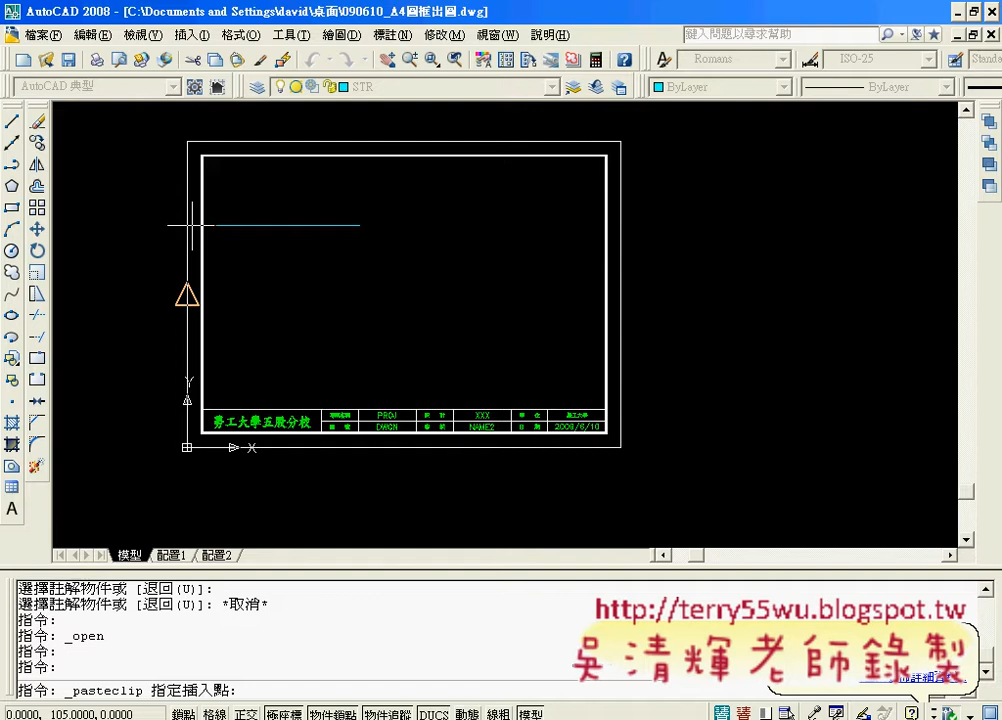 AutoCAD 2008 - [C:\Documents and Settings\david\桌面\090610_A4圖框出圖.dwg]
檔案(F) 編輯(E) 檢視(V) 插入(I) 格式(O) 工具(T) 繪圖(D) 標註(N) 修改(M) 視窗(W) 說明(H) 鍵入問題以尋求幫助
Romans ISO-25 Standa
AutoCAD 典型 STR ByLayer ByLayer
Y
X
勞工大學五股分校 PROJ 設 計 XXX 單 位
DWGN NAME2 日 期 2009/6/10
模型 配置1 配置2
選擇註解物件或 [退回(U)]:
選擇註解物件或 [退回(U)]: *取消*
指令:
指令: _open
指令:
指令:
指令: _pasteclip 指定插入點:
http://terry55wu.blogspot.tw
吳清輝老師錄製
0.0000, 105.0000, 0.0000 鎖點 格線 正交 極座標 物件鎖點 物件追蹤 DUCS 動態 線粗 模型